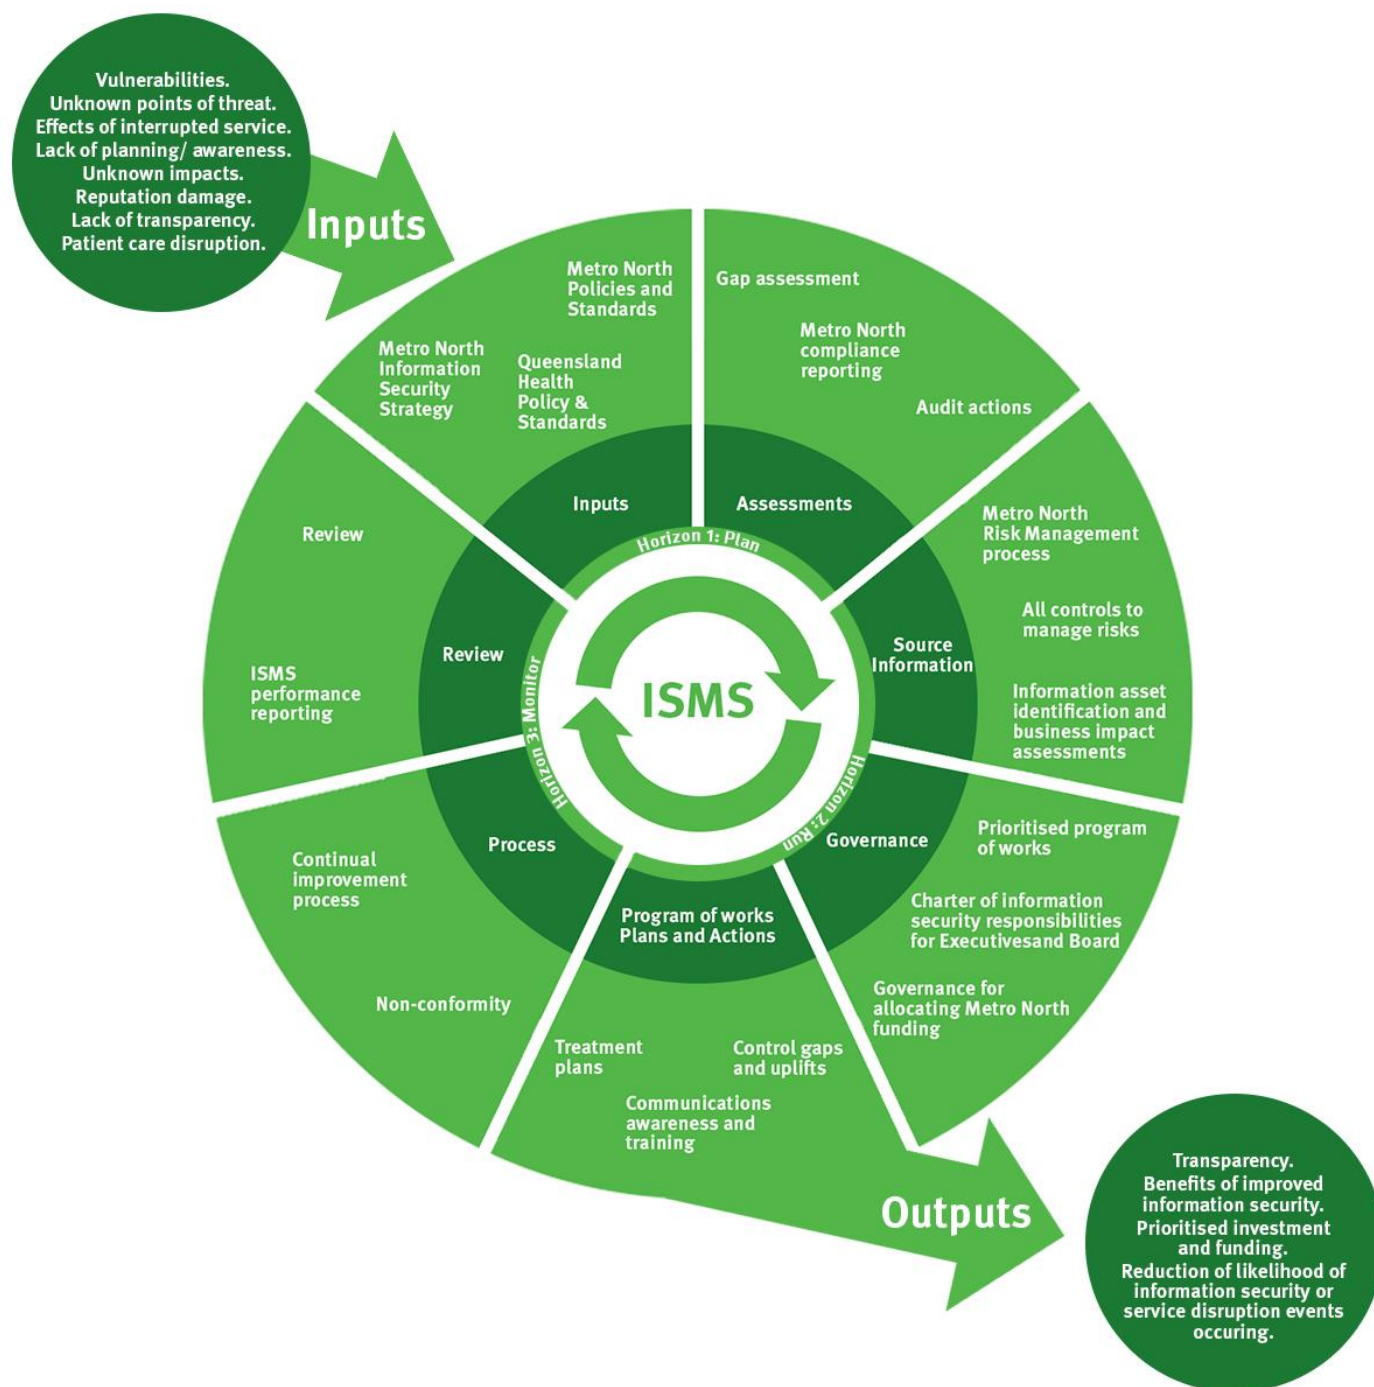 Vulnerabilities.
Unknown points of threat.
Effects of interrupted service.
Lack of planning/ awareness.
Unknown impacts.
Reputation damage.
Lack of transparency.
Patient care disruption.
Inputs
Metro North
Policies and
Standards
Metro North
Information
Security
Strategy
Queensland
Health
Policy &
Standards
Inputs
Gap assessment
Metro North
compliance
reporting
Audit actions
Assessments
Metro North
Risk Management
process
All controls to
manage risks
Information asset
identification and
business impact
assessments
Source
Information
Prioritised program
of works
Charter of information
security responsibilities
for Executivesand Board
Governance for
allocating Metro North
funding
Governance
Program of works
Plans and Actions
Treatment
plans
Control gaps
and uplifts
Communications
awareness and
training
Process
Continual
improvement
process
Non-conformity
Review
Review
ISMS
performance
reporting
Horizon 1: Plan
Horizon 2: Run
Horizon 3: Monitor
ISMS
Outputs
Transparency.
Benefits of improved
information security.
Prioritised investment
and funding.
Reduction of likelihood of
information security or
service disruption events
occuring.